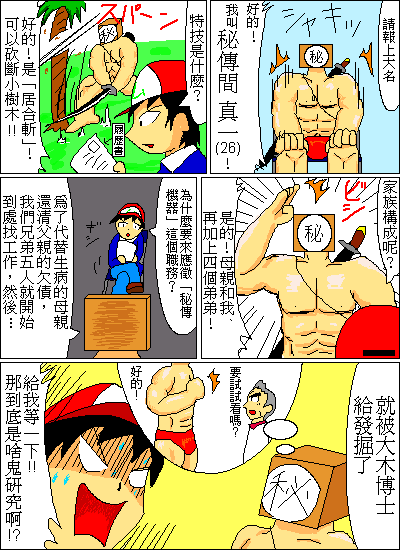 請報上大名
シャキッ
秘
好的!
我叫
秘傳間 真一(26)!
特技是什麼?
スパーン
秘
履歷書
好的!是「居合斬」!
可以砍斷小樹木!!
家族構成呢?
ビシ
秘
是的!母親和我、
再加上四個弟弟!
為什麼要來應徵「秘傳
機器」這個職務?
為了代替生病的母親
還清父親的欠債,
我們兄弟五人就開始
到處找工作,然後…
就被大木博士
給發掘了
要試試看嗎?
好的!
秘
給我等一下!!
那到底是啥鬼研究啊!?